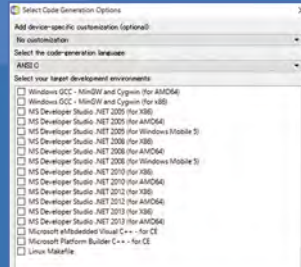 Select Code Generation Options
Add device-specific customization (optional):
No customization
Select the code-generation language:
ANSI C
Select your target development environments:
Windows GCC - MinGW and Cygwin (for AMD64)
Windows GCC - MinGW and Cygwin (for x86)
MS Developer Studio .NET 2005 (for X86)
MS Developer Studio .NET 2005 (for AMD64)
MS Developer Studio .NET 2005 (for Windows Mobile 5)
MS Developer Studio .NET 2008 (for X86)
MS Developer Studio .NET 2008 (for AMD64)
MS Developer Studio .NET 2008 (for Windows Mobile 5)
MS Developer Studio .NET 2010 (for X86)
MS Developer Studio .NET 2010 (for AMD64)
MS Developer Studio .NET 2012 (for X86)
MS Developer Studio .NET 2012 (for AMD64)
MS Developer Studio .NET 2013 (for X86)
MS Developer Studio .NET 2013 (for AMD64)
Microsoft eMbdedded Visual C++ - for CE
Microsoft Platform Builder C++ - for CE
Linux Makefile